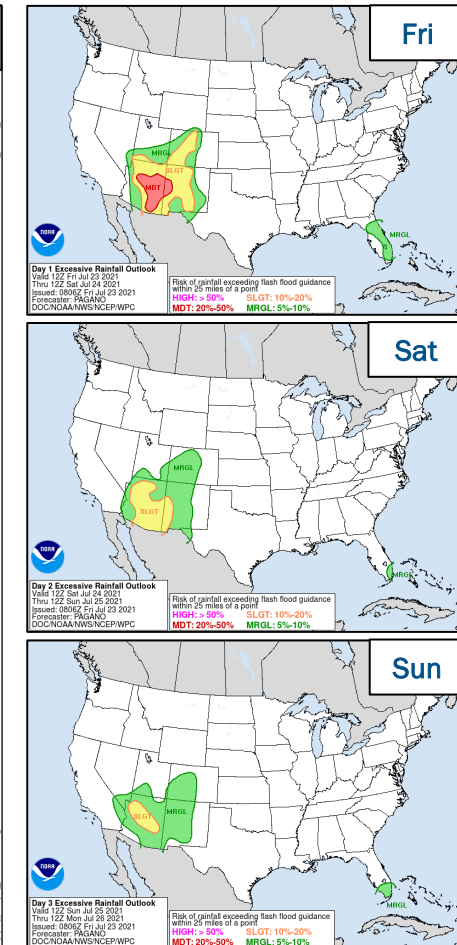 Fri
MRGL
SLGT
MDT
MRGL
NOAA
Day 1 Excessive Rainfall Outlook
Valid 12Z Fri Jul 23 2021
Thru 12Z Sat Jul 24 2021
Issued: 0806Z Fri Jul 23 2021
Forecaster: PAGANO
DOC/NOAA/NWS/NCEP/WPC
Risk of rainfall exceeding flash flood guidance
within 25 miles of a point
HIGH: > 50% SLGT: 10%-20%
MDT: 20%-50% MRGL: 5%-10%
Sat
MRGL
SLGT
MRGL
NOAA
Day 2 Excessive Rainfall Outlook
Valid 12Z Sat Jul 24 2021
Thru 12Z Sun Jul 25 2021
Issued: 0806Z Fri Jul 23 2021
Forecaster: PAGANO
DOC/NOAA/NWS/NCEP/WPC
Risk of rainfall exceeding flash flood guidance
within 25 miles of a point
HIGH: > 50% SLGT: 10%-20%
MDT: 20%-50% MRGL: 5%-10%
Sun
MRGL
SLGT
MRGL
NOAA
Day 3 Excessive Rainfall Outlook
Valid 12Z Sun Jul 25 2021
Thru 12Z Mon Jul 26 2021
Issued: 0806Z Fri Jul 23 2021
Forecaster: PAGANO
DOC/NOAA/NWS/NCEP/WPC
Risk of rainfall exceeding flash flood guidance
within 25 miles of a point
HIGH: > 50% SLGT: 10%-20%
MDT: 20%-50% MRGL: 5%-10%